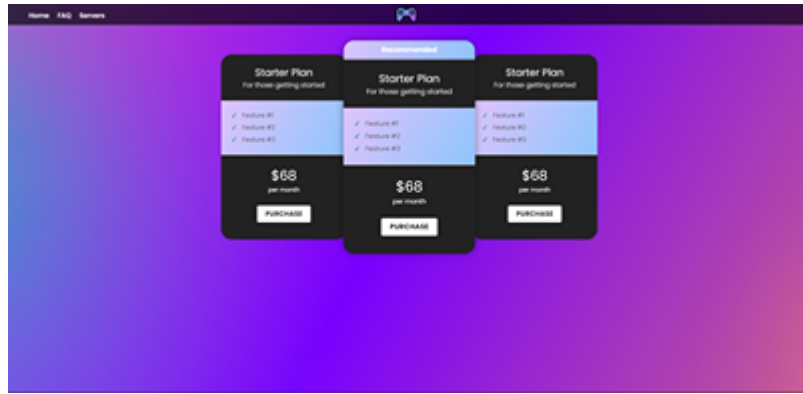 Home FAQ Servers
Recommended
Starter Plan
For those getting started
✓ Feature #1
✓ Feature #2
✓ Feature #3
$68
per month
PURCHASE
Starter Plan
For those getting started
✓ Feature #1
✓ Feature #2
✓ Feature #3
$68
per month
PURCHASE
Starter Plan
For those getting started
✓ Feature #1
✓ Feature #2
✓ Feature #3
$68
per month
PURCHASE